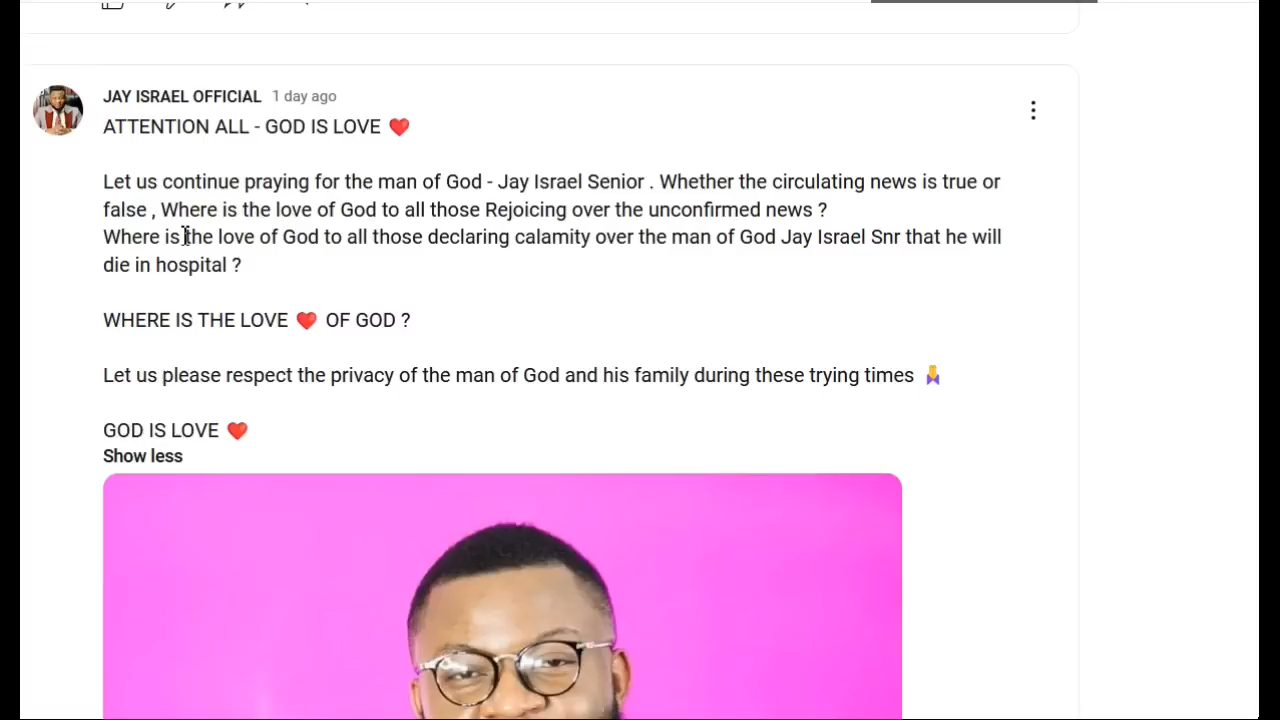 JAY ISRAEL OFFICIAL 1 day ago
ATTENTION ALL - GOD IS LOVE ❤️
Let us continue praying for the man of God - Jay Israel Senior . Whether the circulating news is true or
false , Where is the love of God to all those Rejoicing over the unconfirmed news ?
Where is the love of God to all those declaring calamity over the man of God Jay Israel Snr that he will
die in hospital ?
WHERE IS THE LOVE ❤️ OF GOD ?
Let us please respect the privacy of the man of God and his family during these trying times 🙏
GOD IS LOVE ❤️
Show less